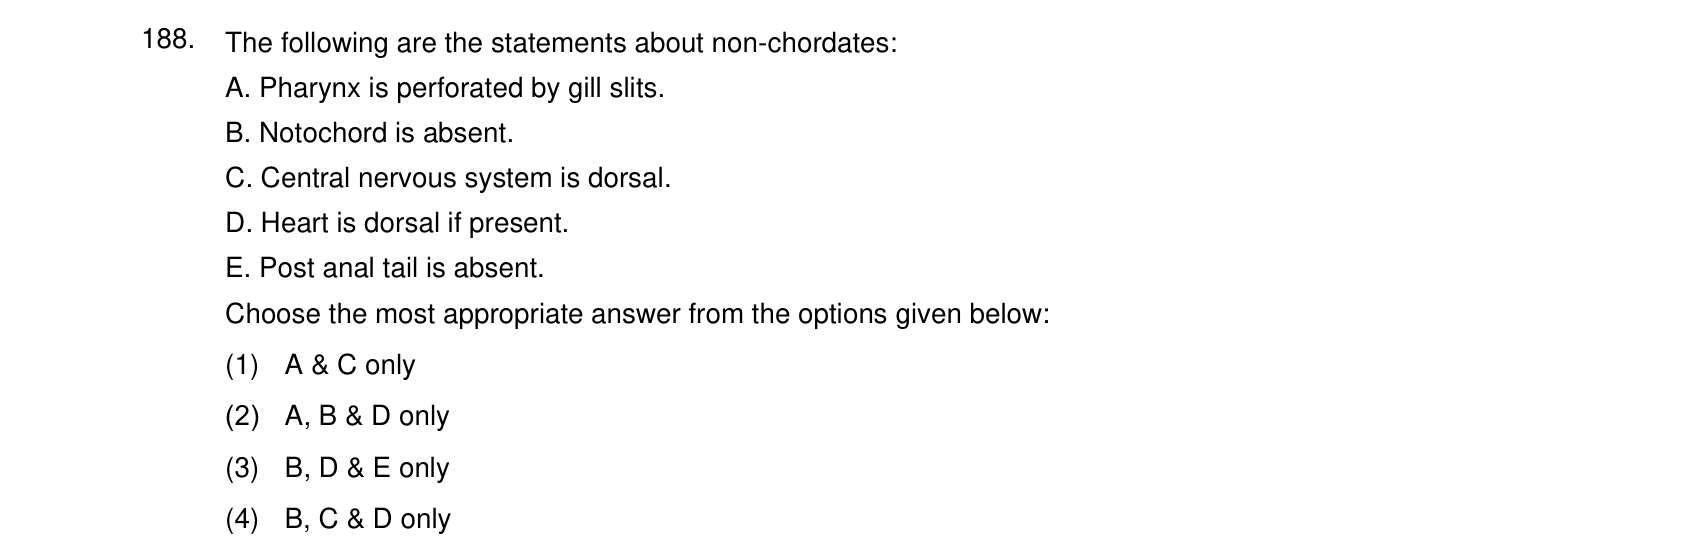 188. The following are the statements about non-chordates:
A. Pharynx is perforated by gill slits.
B. Notochord is absent.
C. Central nervous system is dorsal.
D. Heart is dorsal if present.
E. Post anal tail is absent.
Choose the most appropriate answer from the options given below:
(1) A & C only
(2) A, B & D only
(3) B, D & E only
(4) B, C & D only